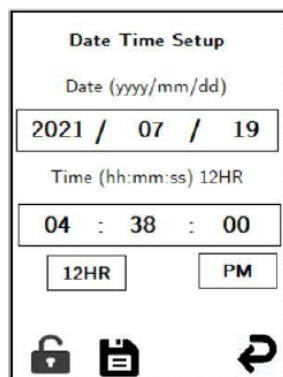 Date Time Setup
Date (yyyy/mm/dd)
2021 / 07 / 19
Time (hh:mm:ss) 12HR
04 : 38 : 00
12HR PM